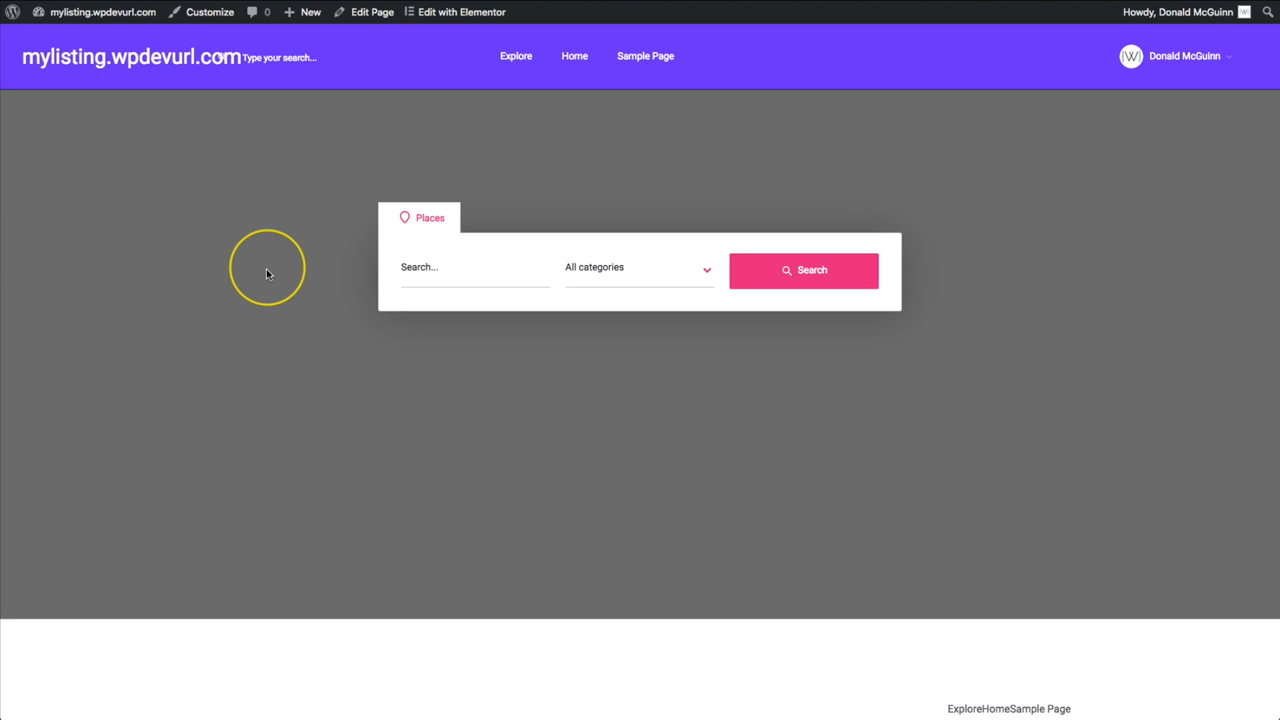 mylisting.wpdevurl.com Customize 0 New Edit Page Edit with Elementor Howdy, Donald McGuinn
mylisting.wpdevurl.com Type your search... Explore Home Sample Page Donald McGuinn
Places
Search... All categories Search
ExploreHomeSample Page